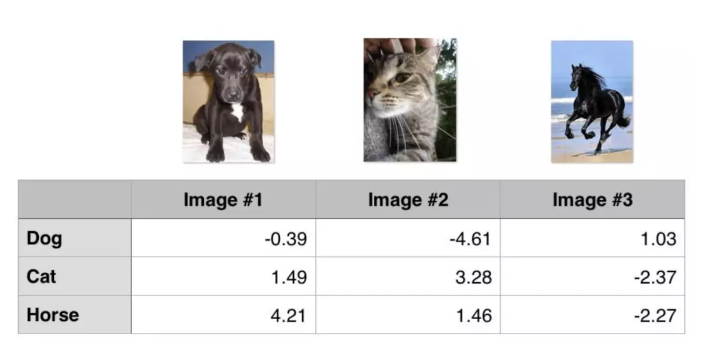 Image #1 Image #2 Image #3
Dog -0.39 -4.61 1.03
Cat 1.49 3.28 -2.37
Horse 4.21 1.46 -2.27